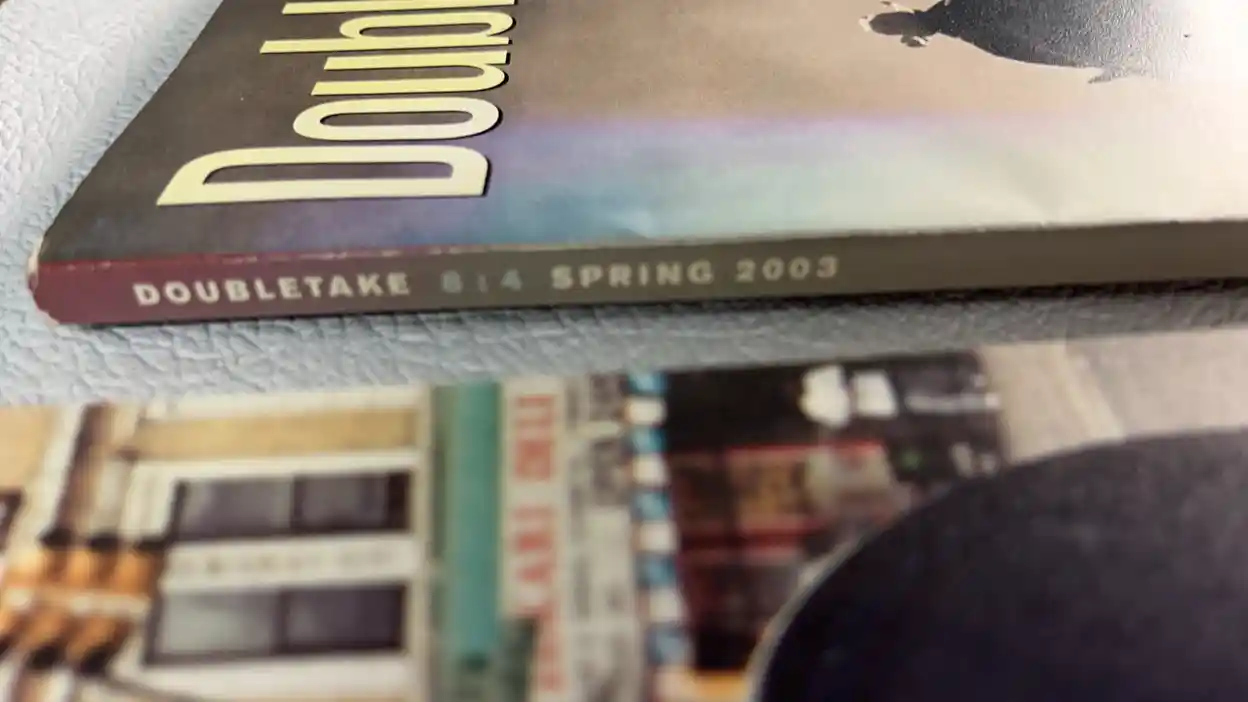 Doubl
DOUBLETAKE 8:4 SPRING 2003